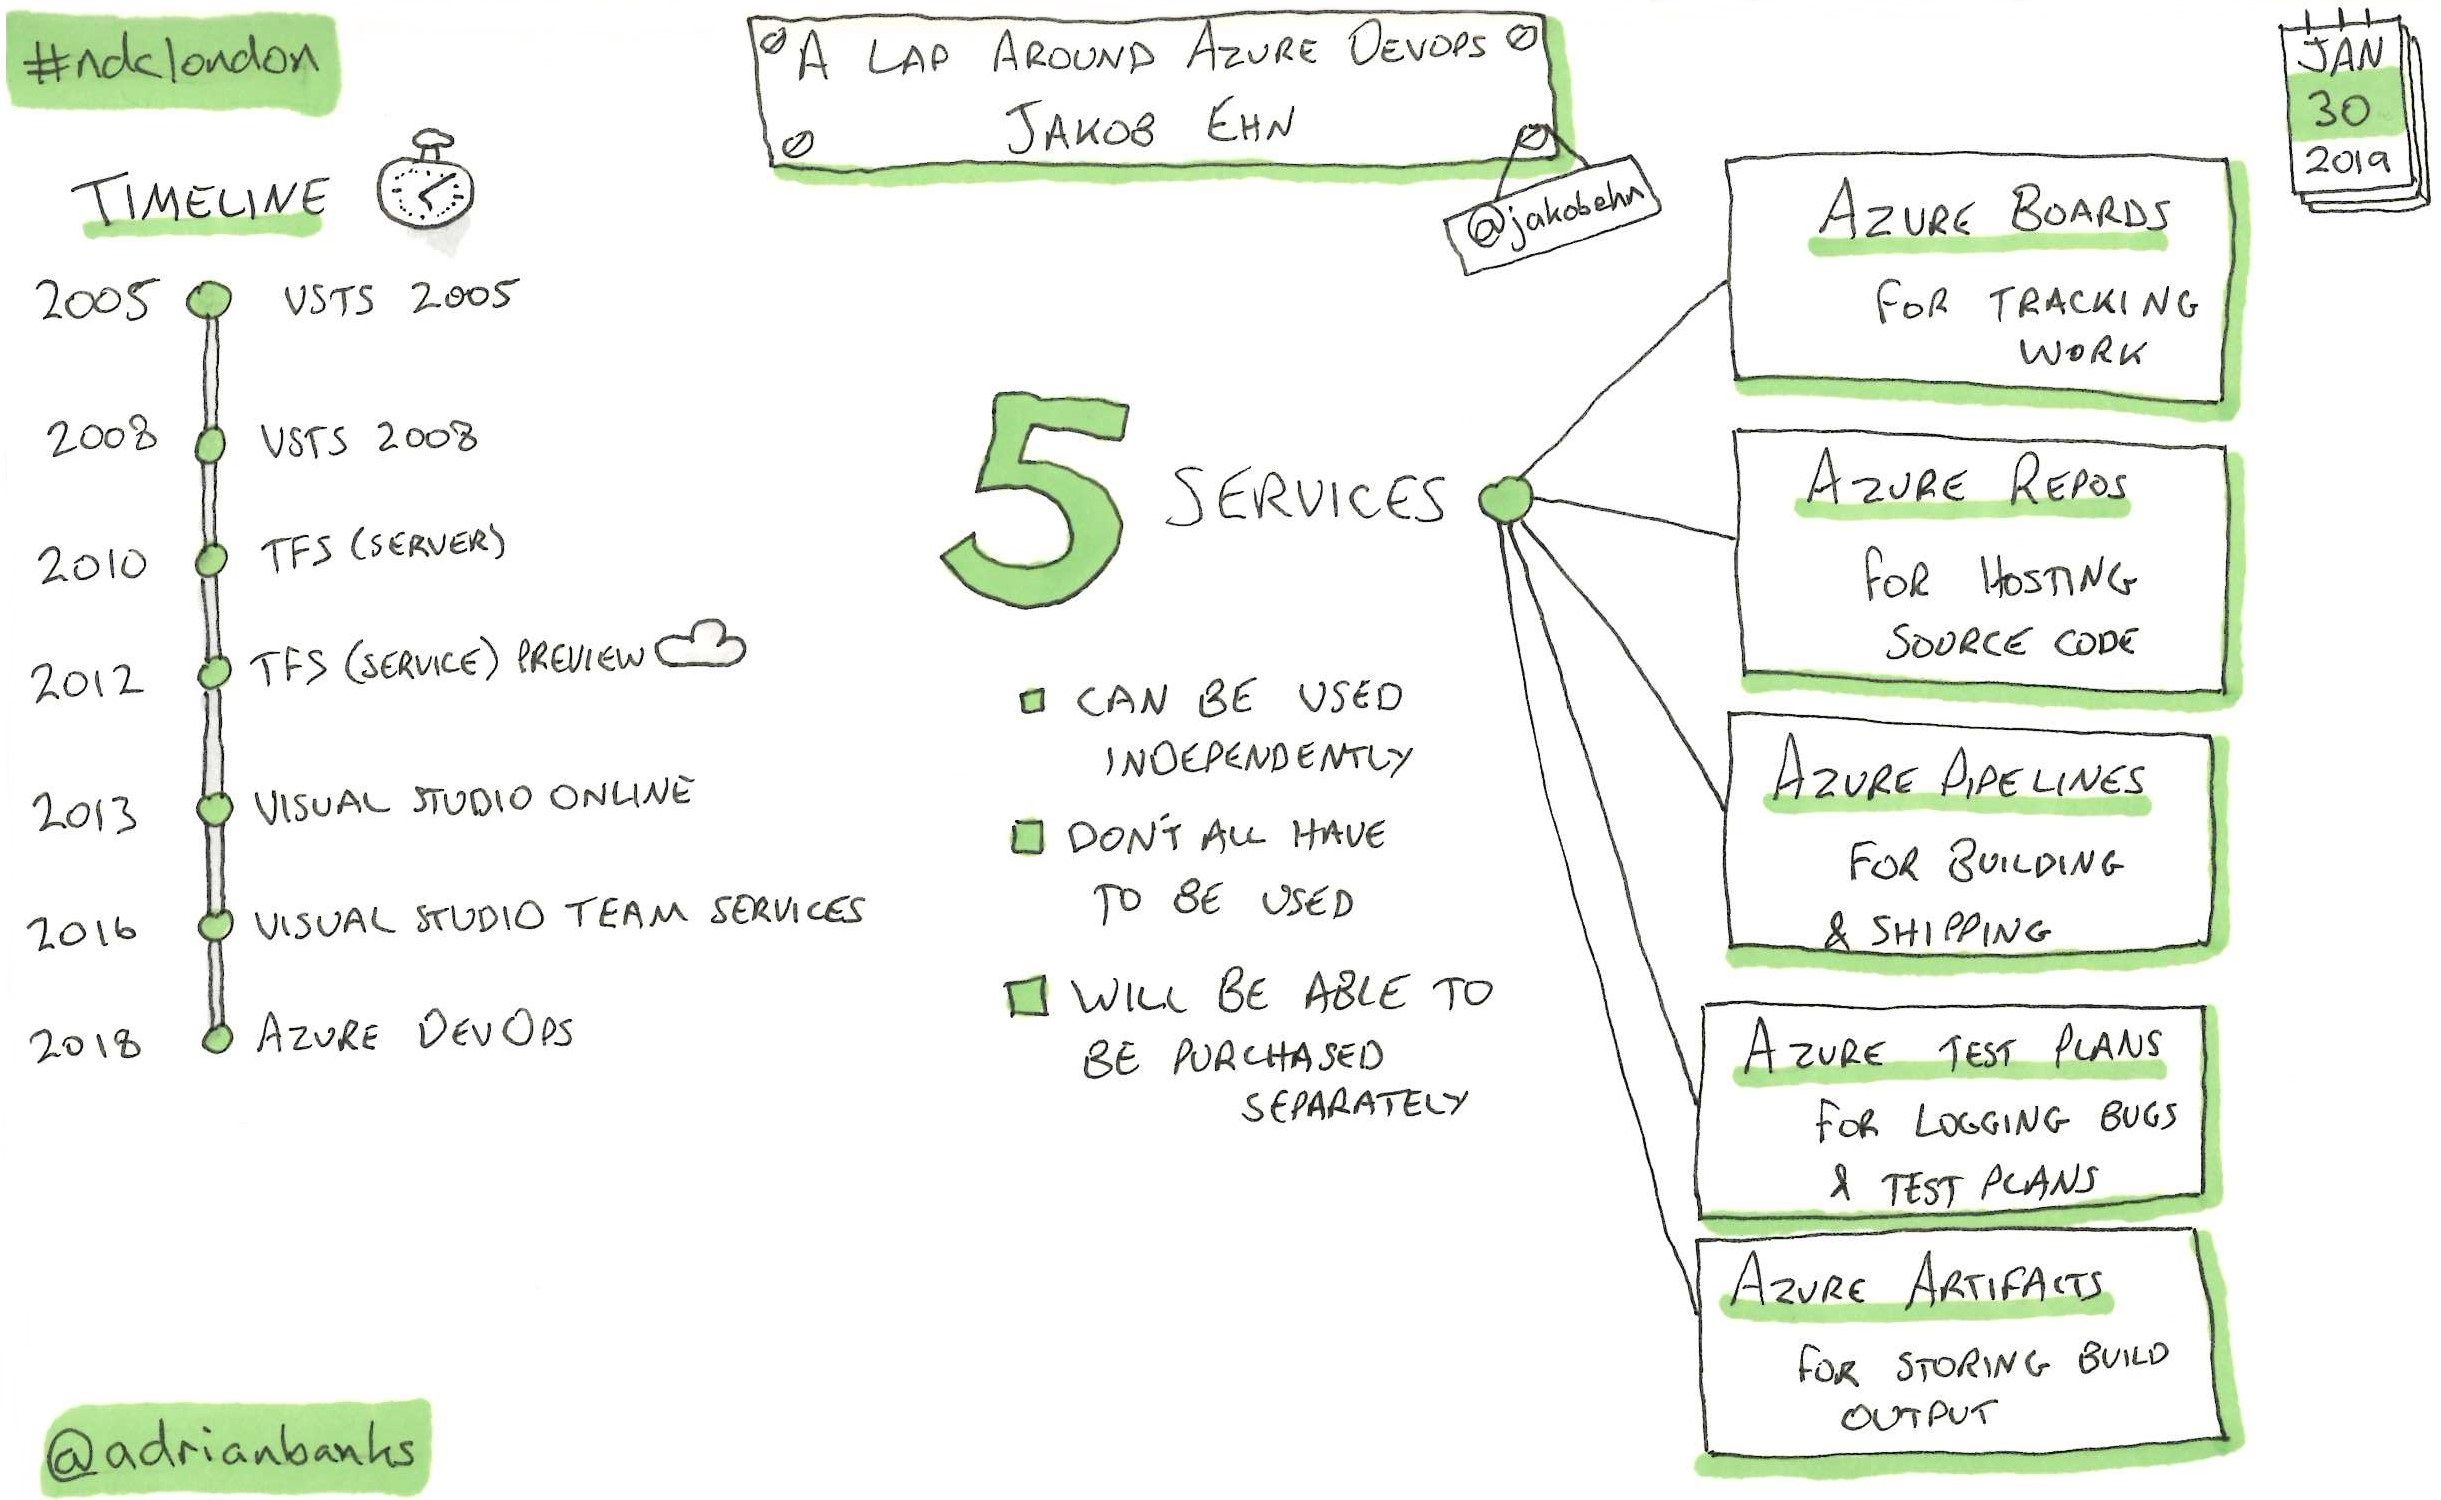 #ndclondon
A LAP AROUND AZURE DEVOPS
JAKOB EHN
@jakobehn
JAN
30
2019
TIMELINE
2005 VSTS 2005
2008 VSTS 2008
2010 TFS (SERVER)
2012 TFS (SERVICE) PREVIEW
2013 VISUAL STUDIO ONLINE
2016 VISUAL STUDIO TEAM SERVICES
2018 AZURE DEVOPS
5 SERVICES
CAN BE USED
INDEPENDENTLY
DON'T ALL HAVE
TO BE USED
WILL BE ABLE TO
BE PURCHASED
SEPARATELY
AZURE BOARDS
FOR TRACKING
WORK
AZURE REPOS
FOR HOSTING
SOURCE CODE
AZURE PIPELINES
FOR BUILDING
& SHIPPING
AZURE TEST PLANS
FOR LOGGING BUGS
& TEST PLANS
AZURE ARTIFACTS
FOR STORING BUILD
OUTPUT
@adrianbanks